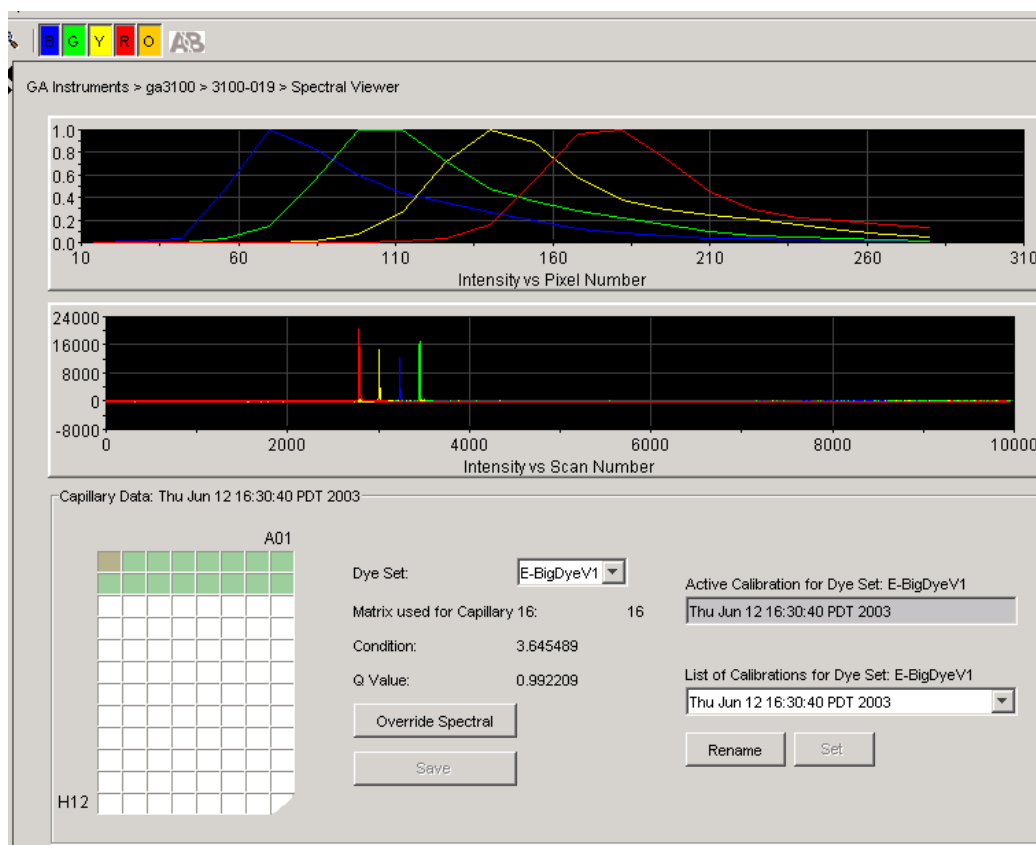 B G Y R O A&B
GA Instruments > ga3100 > 3100-019 > Spectral Viewer
1.0
0.8
0.6
0.4
0.2
0.0
10 60 110 160 210 260 310
Intensity vs Pixel Number
24000
16000
8000
0
-8000
0 2000 4000 6000 8000 10000
Intensity vs Scan Number
Capillary Data: Thu Jun 12 16:30:40 PDT 2003
A01
H12
Dye Set: E-BigDyeV1
Matrix used for Capillary 16: 16
Condition: 3.645489
Q Value: 0.992209
Override Spectral
Save
Active Calibration for Dye Set: E-BigDyeV1
Thu Jun 12 16:30:40 PDT 2003
List of Calibrations for Dye Set: E-BigDyeV1
Thu Jun 12 16:30:40 PDT 2003
Rename Set